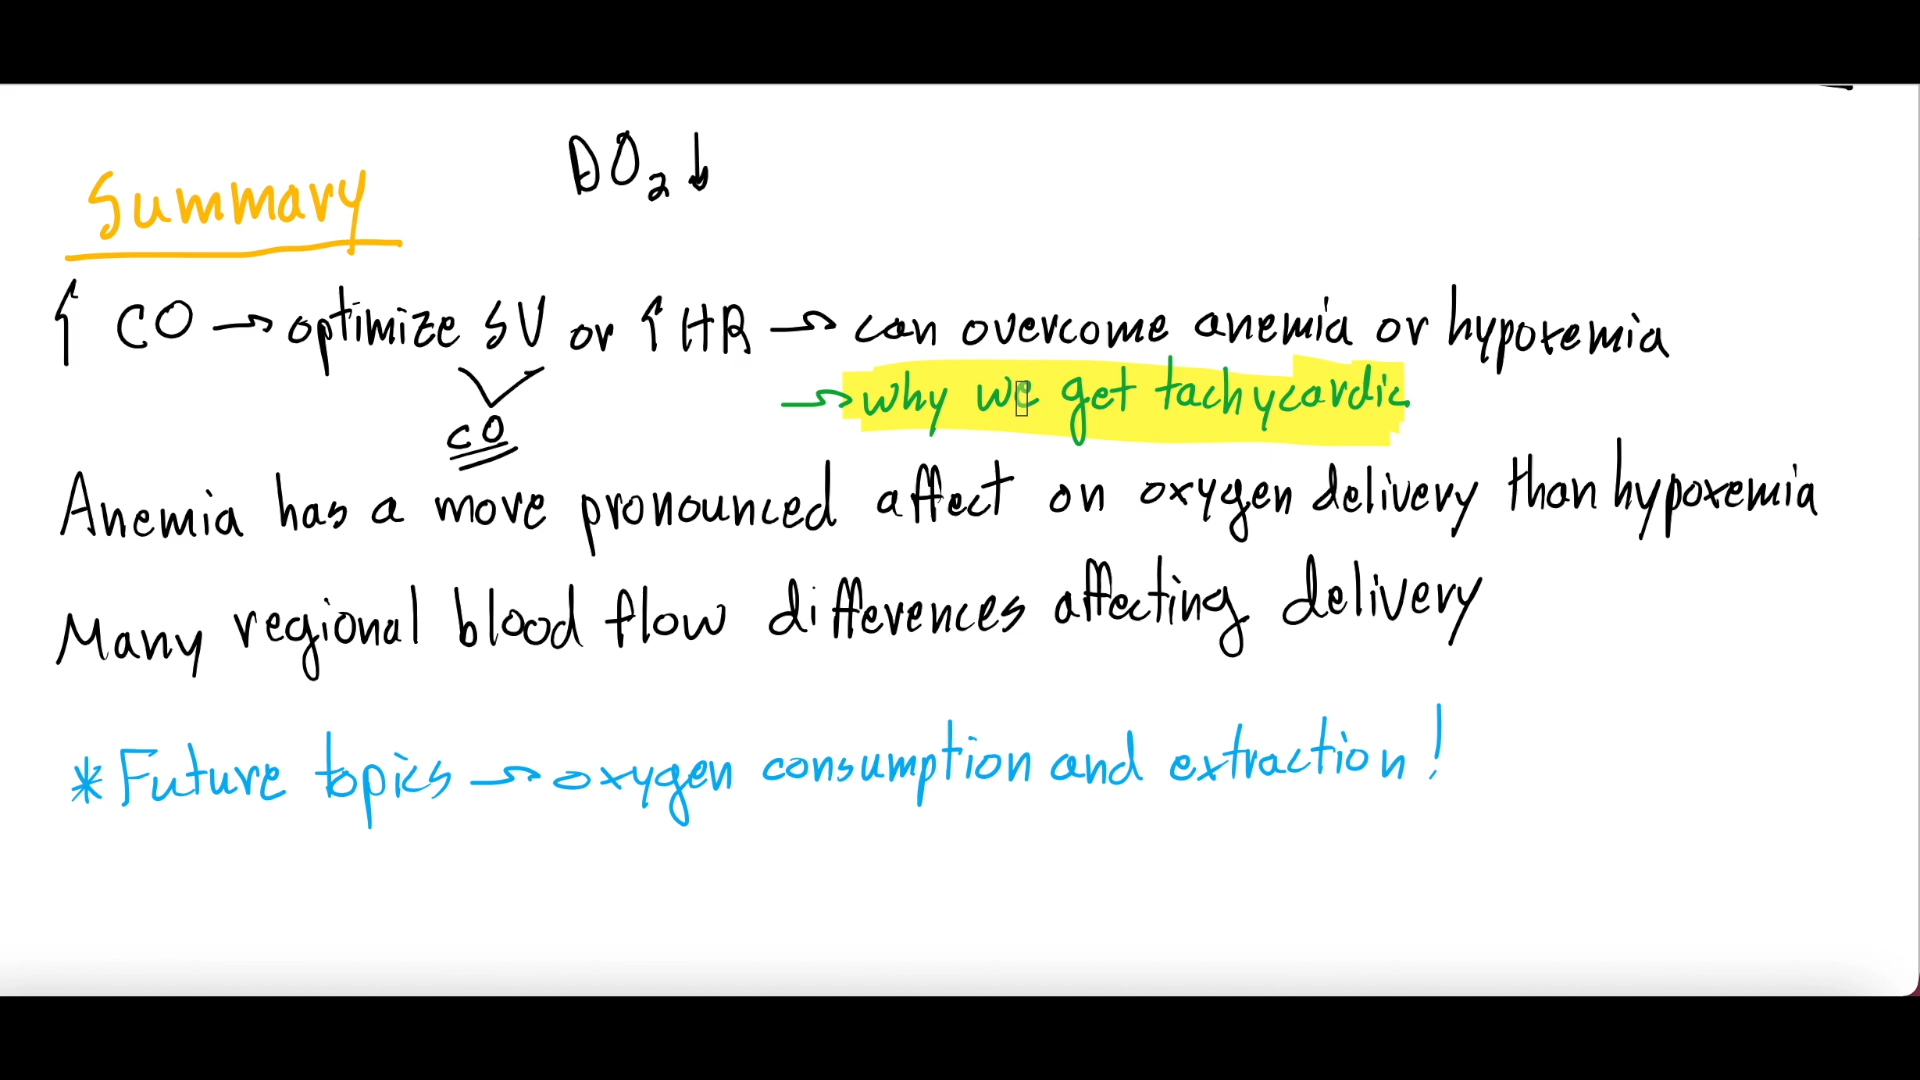 DO₂ ↓
Summary
↑ CO → optimize SV or ↑ HR → can overcome anemia or hypoxemia
→ why we get tachycardic
CO
Anemia has a more pronounced affect on oxygen delivery than hypoxemia
Many regional blood flow differences affecting delivery
* Future topics → oxygen consumption and extraction!